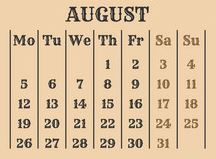 AUGUST
Mo Tu We Th Fr Sa Su
1 2 3 4
5 6 7 8 9 10 11
12 13 14 15 16 17 18
19 20 21 22 23 24 25
26 27 28 29 30 31